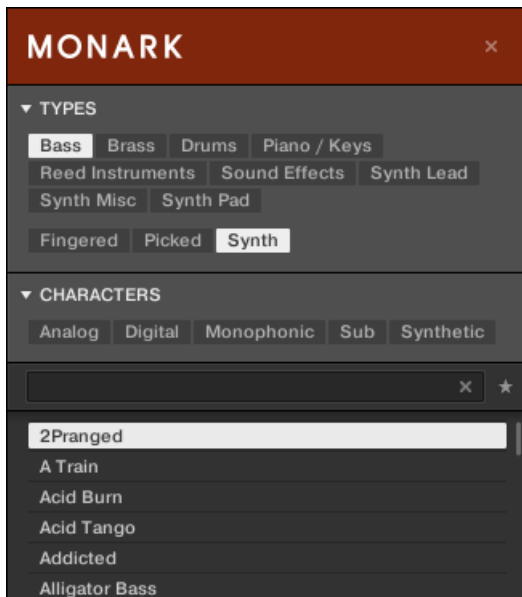 MONARK
TYPES
Bass Brass Drums Piano / Keys
Reed Instruments Sound Effects Synth Lead
Synth Misc Synth Pad
Fingered Picked Synth
CHARACTERS
Analog Digital Monophonic Sub Synthetic
2Pranged
A Train
Acid Burn
Acid Tango
Addicted
Alligator Bass